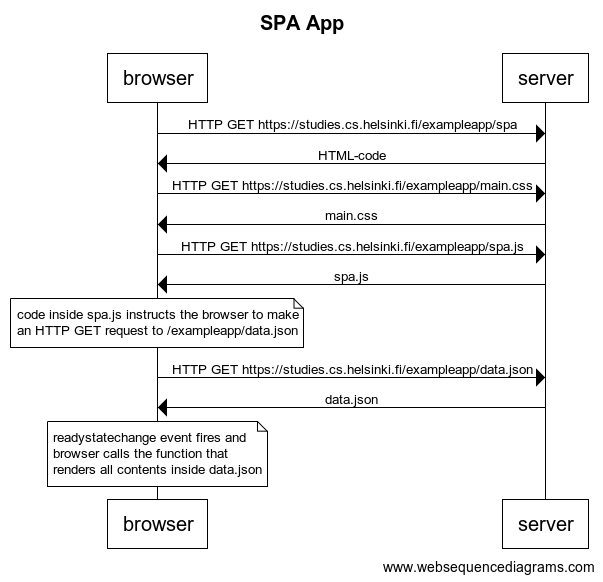 SPA App
browser
server
HTTP GET https://studies.cs.helsinki.fi/exampleapp/spa
HTML-code
HTTP GET https://studies.cs.helsinki.fi/exampleapp/main.css
main.css
HTTP GET https://studies.cs.helsinki.fi/exampleapp/spa.js
spa.js
code inside spa.js instructs the browser to make
an HTTP GET request to /exampleapp/data.json
HTTP GET https://studies.cs.helsinki.fi/exampleapp/data.json
data.json
readystatechange event fires and
browser calls the function that
renders all contents inside data.json
browser
server
www.websequencediagrams.com